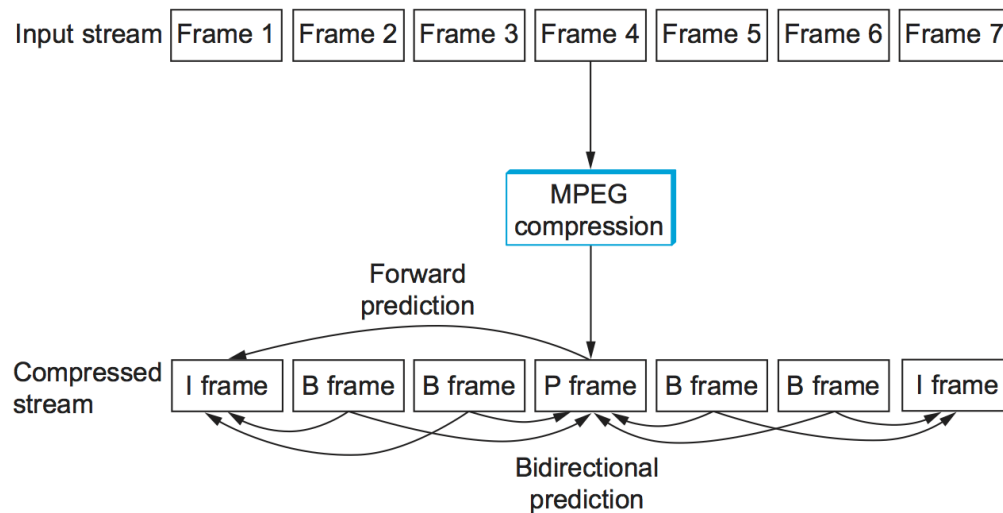 Input stream Frame 1 Frame 2 Frame 3 Frame 4 Frame 5 Frame 6 Frame 7
MPEG
compression
Forward
prediction
Compressed
stream
I frame B frame B frame P frame B frame B frame I frame
Bidirectional
prediction